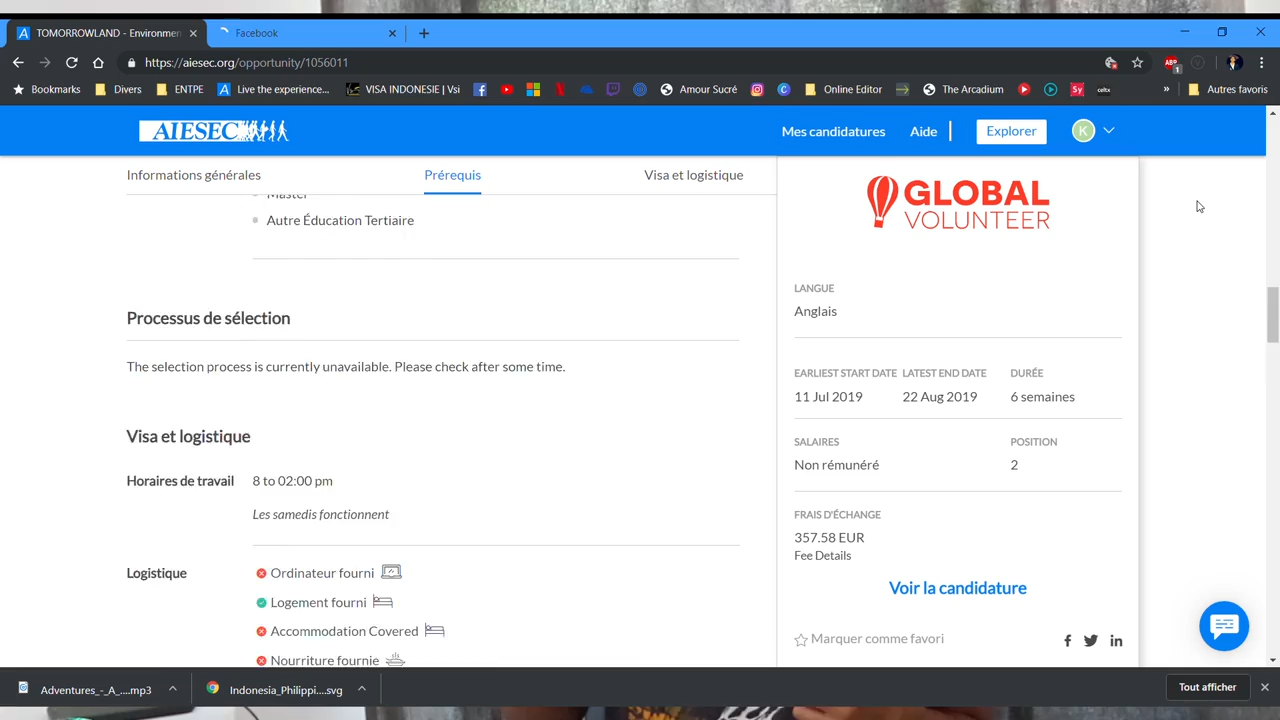 TOMORROWLAND - Environmen
Facebook
https://aiesec.org/opportunity/1056011
ABP
1
Bookmarks
Divers
ENTPE
Live the experience...
VISA INDONESIE | Vsi
Amour Sucré
Online Editor
The Arcadium
5y
celtx
»
Autres favoris
AIESEC
Mes candidatures
Aide
Explorer
K
Informations générales
Prérequis
Visa et logistique
Master
Autre Éducation Tertiaire
Processus de sélection
The selection process is currently unavailable. Please check after some time.
Visa et logistique
Horaires de travail
8 to 02:00 pm
Les samedis fonctionnent
Logistique
Ordinateur fourni
Logement fourni
Accommodation Covered
Nourriture fournie
GLOBAL
VOLUNTEER
LANGUE
Anglais
EARLIEST START DATE LATEST END DATE DURÉE
11 Jul 2019 22 Aug 2019 6 semaines
SALAIRES POSITION
Non rémunéré 2
FRAIS D'ÉCHANGE
357.58 EUR
Fee Details
Voir la candidature
Marquer comme favori
Adventures_-_A_....mp3
Indonesia_Philippi....svg
Tout afficher